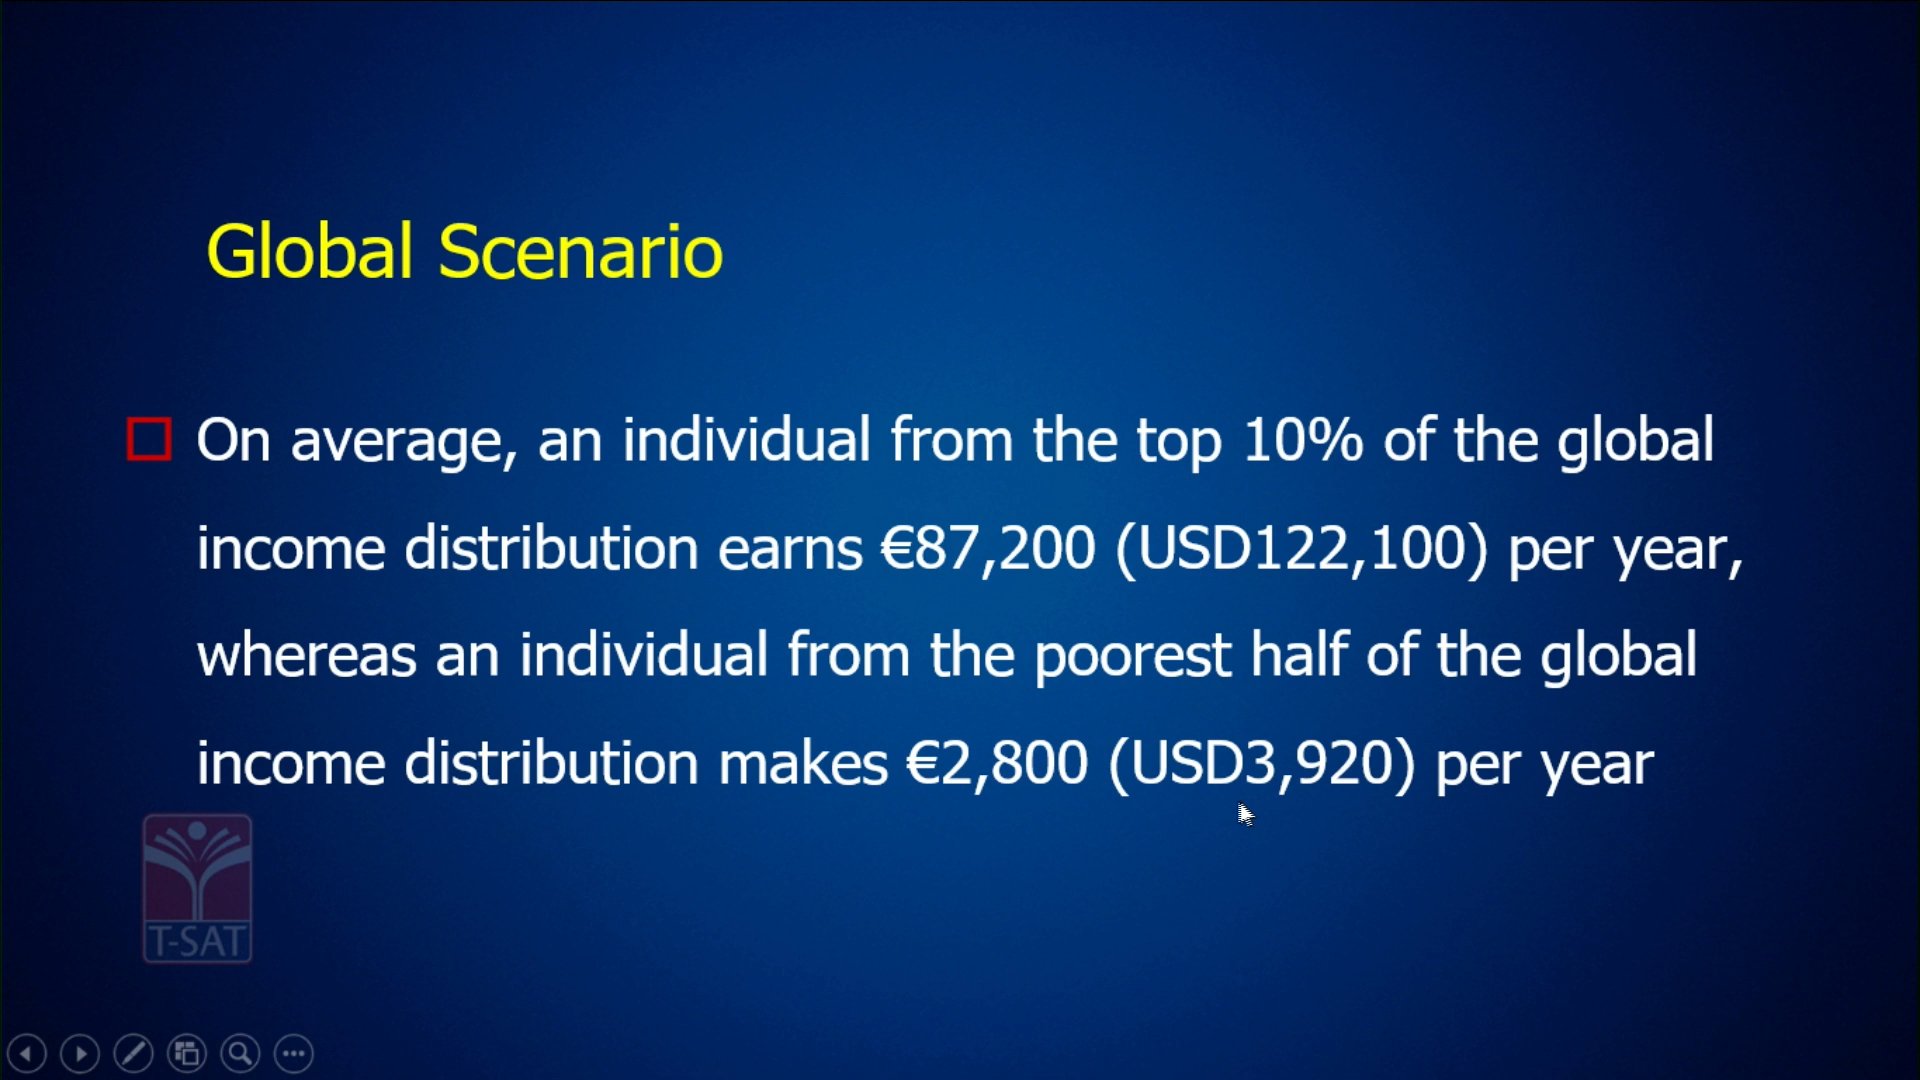 Global Scenario
On average, an individual from the top 10% of the global
income distribution earns €87,200 (USD122,100) per year,
whereas an individual from the poorest half of the global
income distribution makes €2,800 (USD3,920) per year
T-SAT